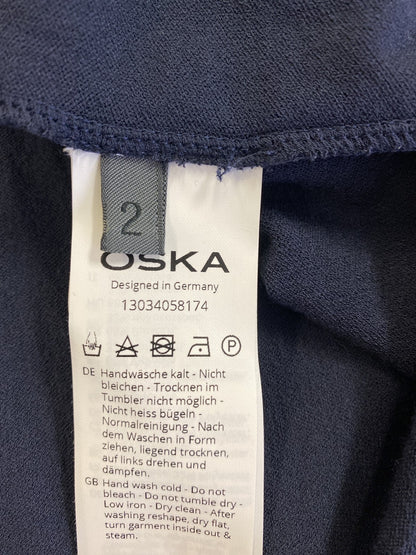 2
OSKA
Designed in Germany
13034058174
P
DE Handwäsche kalt - Nicht
bleichen - Trocknen im
Tumbler nicht möglich -
Nicht heiss bügeln -
Normalreinigung - Nach
dem Waschen in Form
ziehen, liegend trocknen,
auf links drehen und
dämpfen.
GB Hand wash cold - Do not
bleach - Do not tumble dry -
Low iron - Dry clean - After
washing reshape, dry flat,
turn garment inside out &
steam.